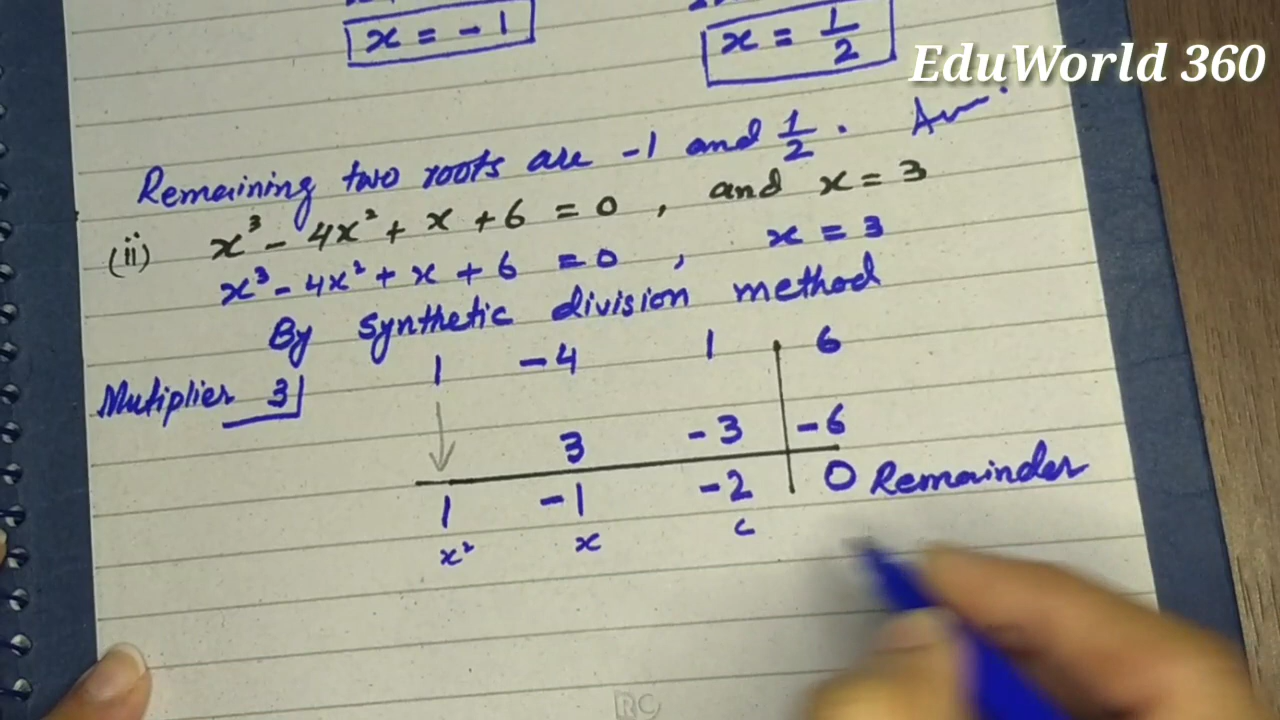 x = -1 x = 1/2
EduWorld 360
Remaining two roots are -1 and 1/2. Ans.
(ii) x³ - 4x² + x + 6 = 0, and x = 3
x³ - 4x² + x + 6 = 0, x = 3
By synthetic division method
1 -4 1 6
Mutiplier 3
3 -3 -6
1 -1 -2 0 Remainder
x² x c
RC